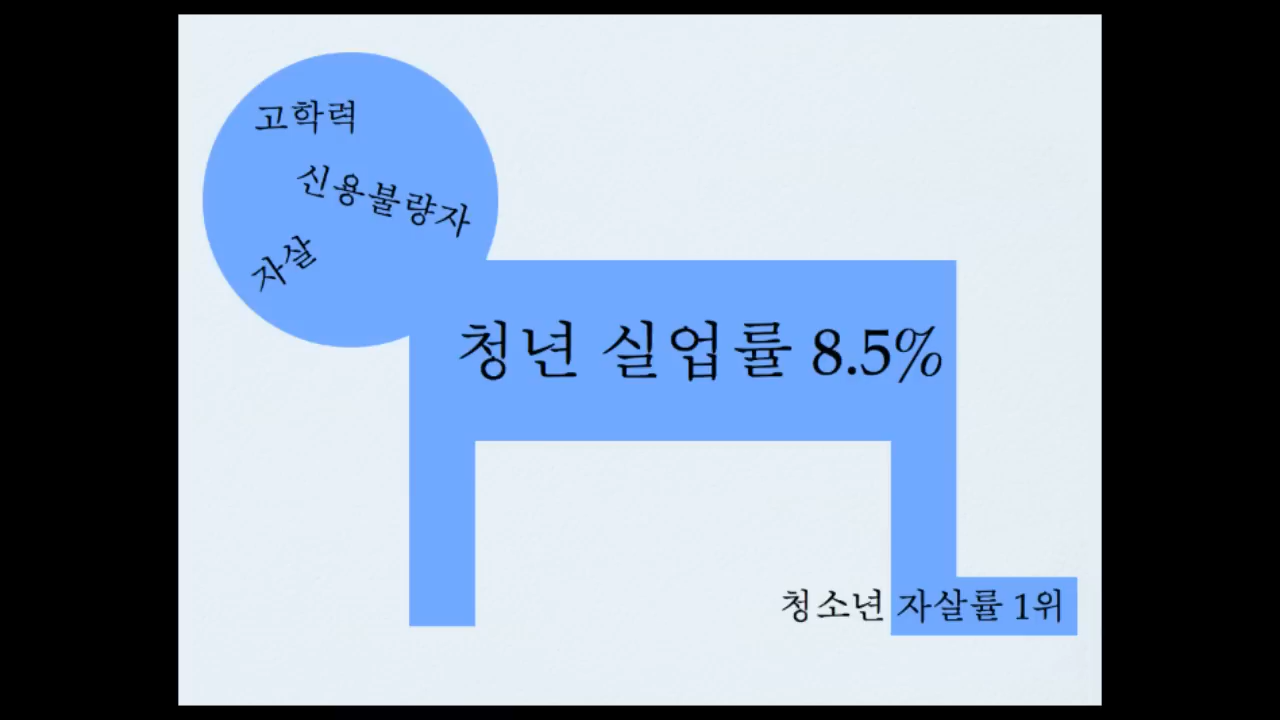 고학력
신용불량자
자살
청년 실업률 8.5%
청소년 자살률 1위